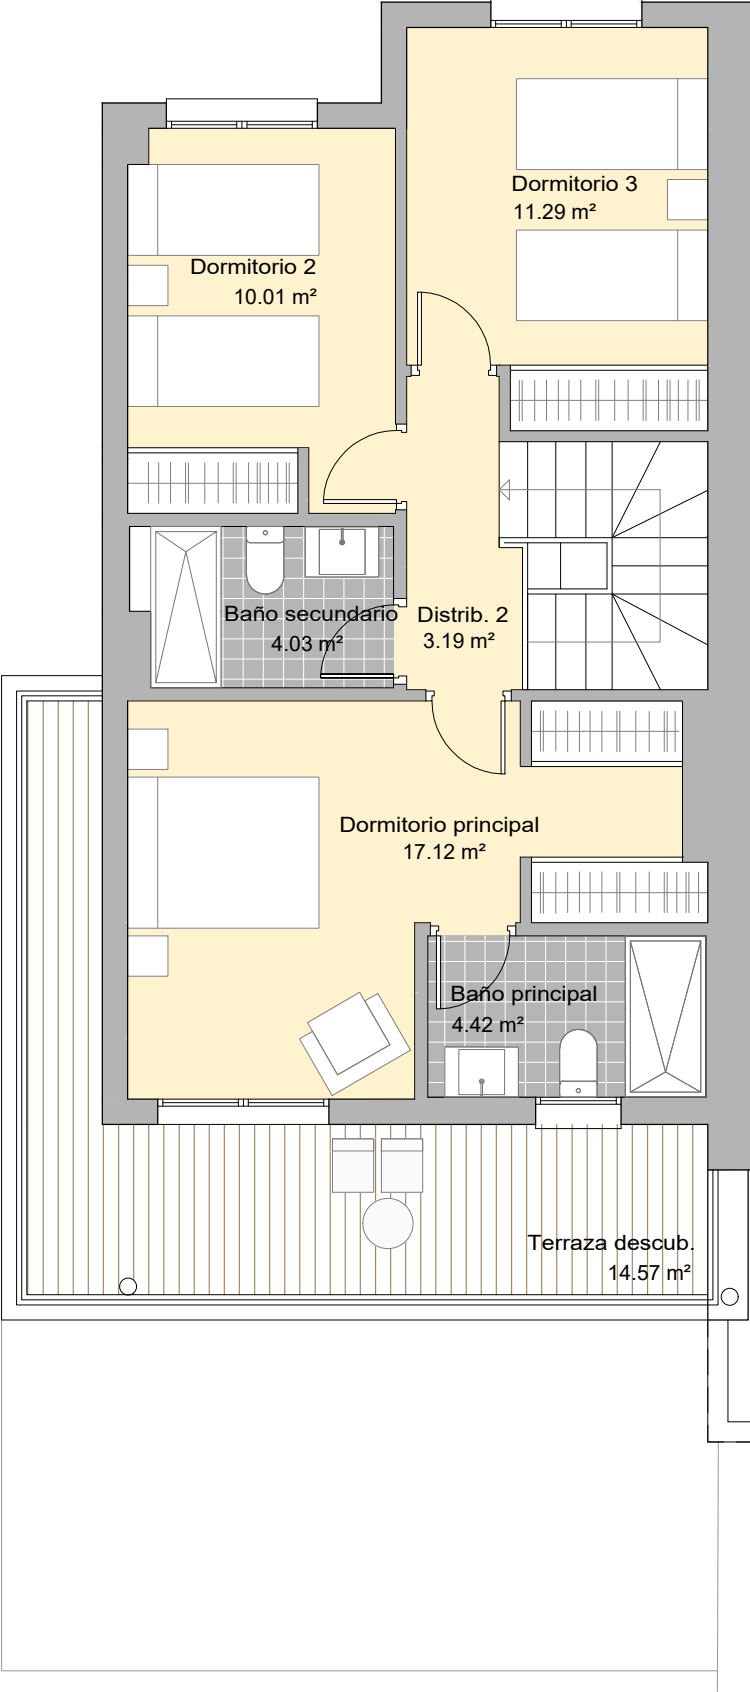 Dormitorio 3
11.29 m²
Dormitorio 2
10.01 m²
Baño secundario
4.03 m²
Distrib. 2
3.19 m²
Dormitorio principal
17.12 m²
Baño principal
4.42 m²
Terraza descub.
14.57 m²